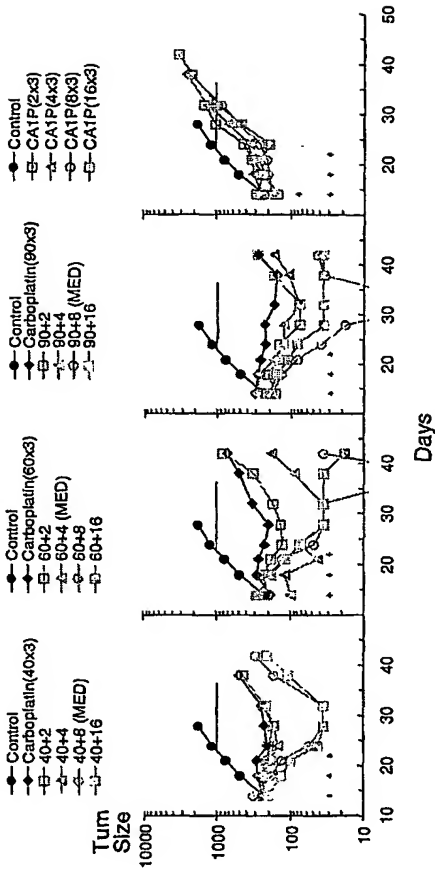 Control
Carboplatin(40x3)
40+2
40+4
40+8 (MED)
40+16
Control
Carboplatin(60x3)
60+2
60+4 (MED)
60+8
60+16
Control
Carboplatin(90x3)
90+2
90+4
90+8 (MED)
90+16
Control
CA1P(2x3)
CA1P(4x3)
CA1P(8x3)
CA1P(16x3)
Tum
Size
10000
1000
100
10
10 20 30 40
20 30 40
20 30 40
20 30 40 50
Days